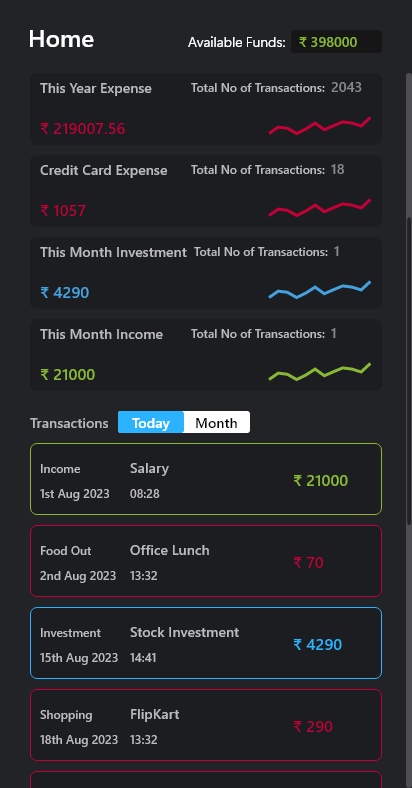 Home
Available Funds: ₹ 398000
This Year Expense Total No of Transactions: 2043
₹ 219007.56
Credit Card Expense Total No of Transactions: 18
₹ 1057
This Month Investment Total No of Transactions: 1
₹ 4290
This Month Income Total No of Transactions: 1
₹ 21000
Transactions Today Month
Income Salary
₹ 21000
1st Aug 2023 08:28
Food Out Office Lunch
₹ 70
2nd Aug 2023 13:32
Investment Stock Investment
₹ 4290
15th Aug 2023 14:41
Shopping FlipKart
₹ 290
18th Aug 2023 13:32